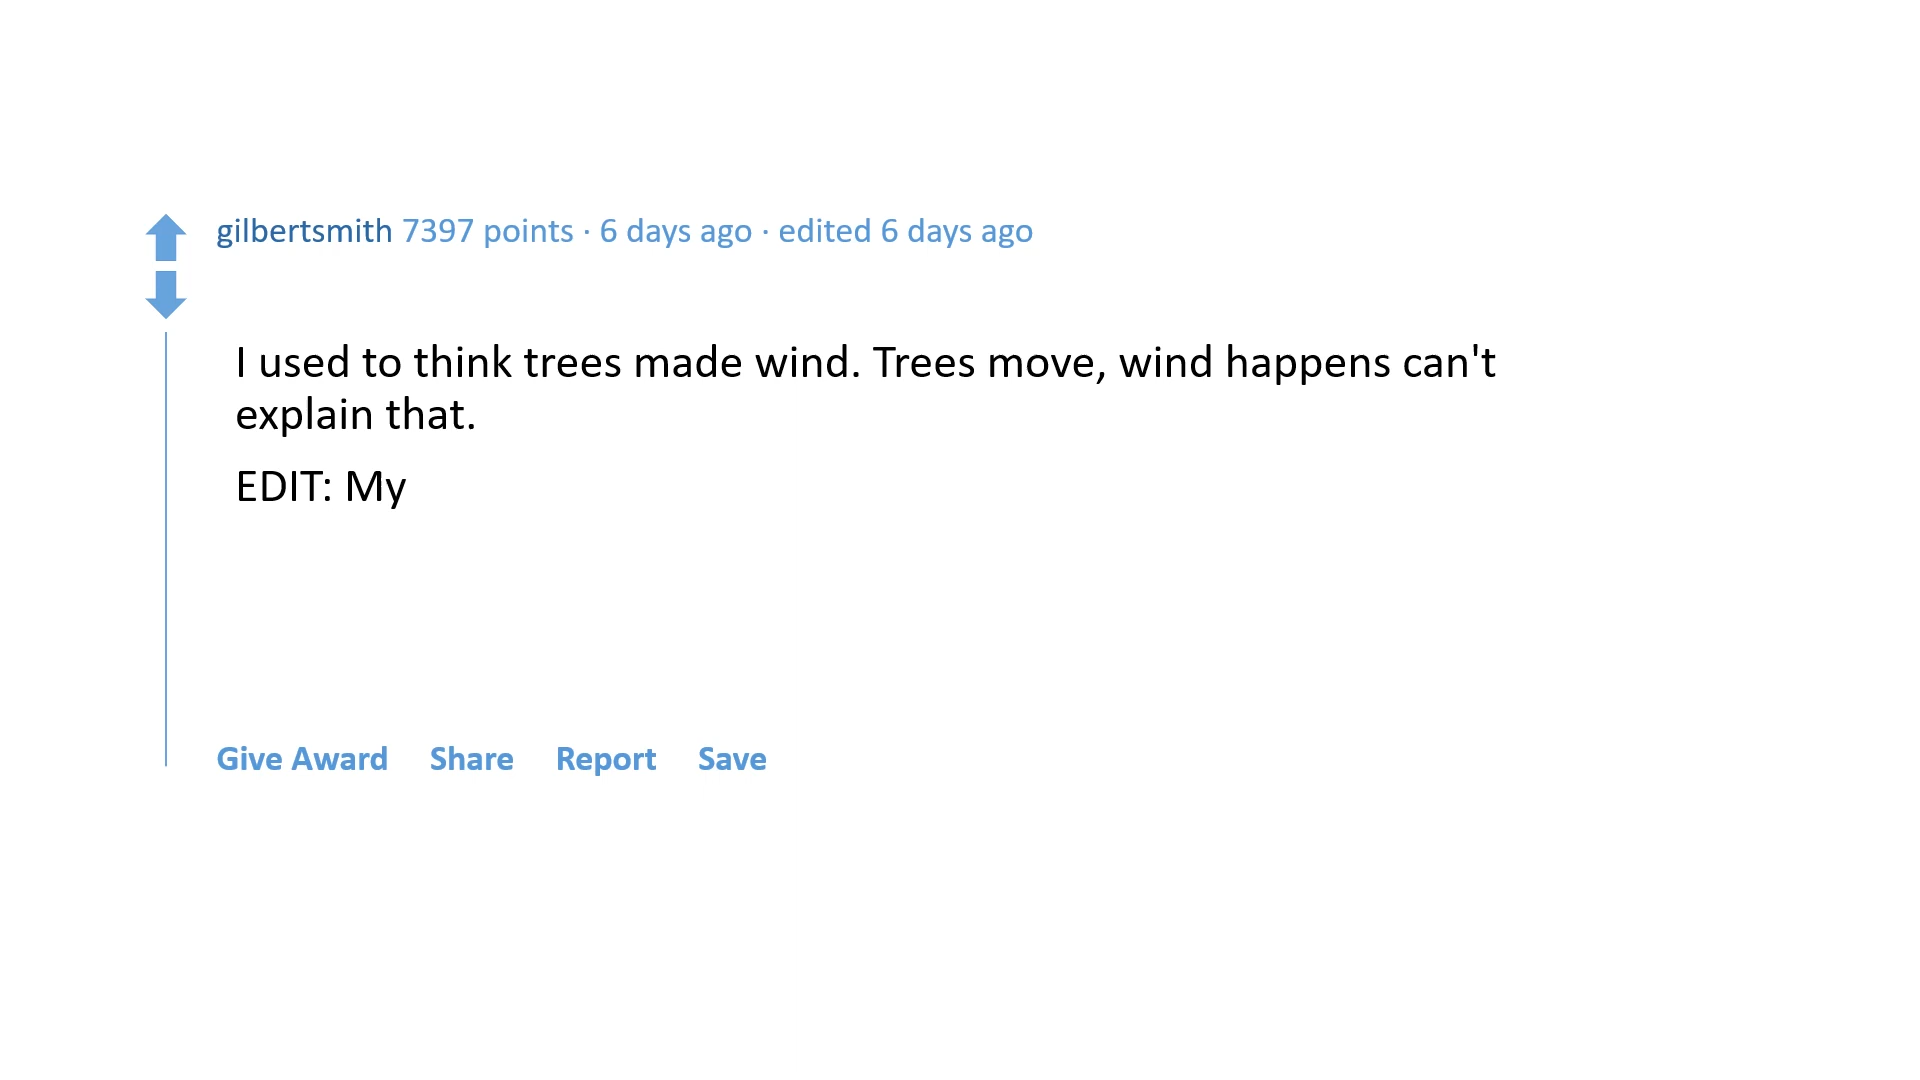 gilbertsmith 7397 points · 6 days ago · edited 6 days ago
I used to think trees made wind. Trees move, wind happens can't
explain that.
EDIT: My
Give Award Share Report Save